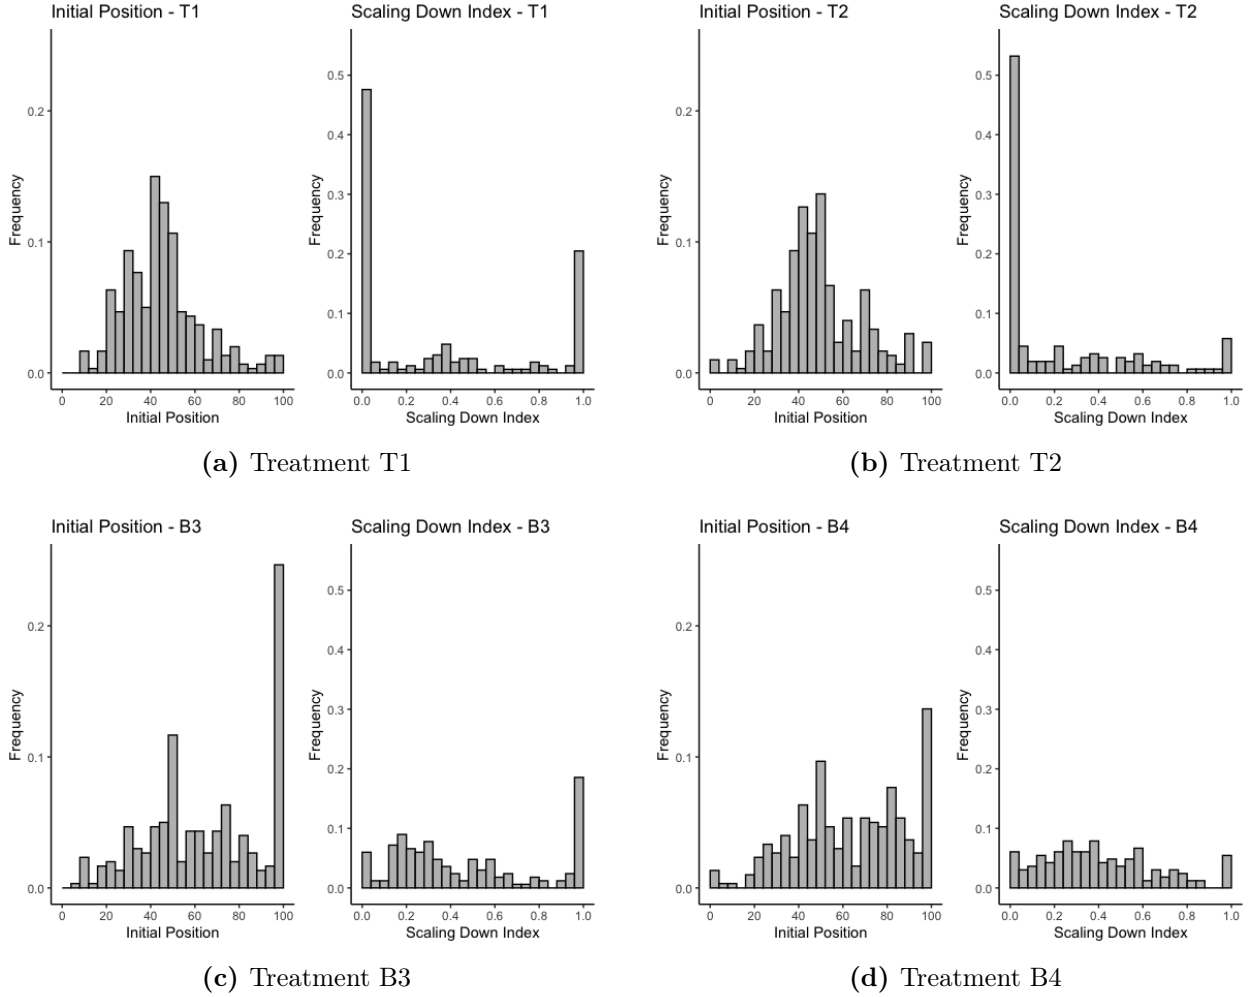 Initial Position - T1
Frequency
0.2
0.1
0.0
0 20 40 60 80 100
Initial Position
Scaling Down Index - T1
Frequency
0.5
0.4
0.3
0.2
0.1
0.0
0.0 0.2 0.4 0.6 0.8 1.0
Scaling Down Index
(a) Treatment T1
Initial Position - T2
Frequency
0.2
0.1
0.0
0 20 40 60 80 100
Initial Position
Scaling Down Index - T2
Frequency
0.5
0.4
0.3
0.2
0.1
0.0
0.0 0.2 0.4 0.6 0.8 1.0
Scaling Down Index
(b) Treatment T2
Initial Position - B3
Frequency
0.2
0.1
0.0
0 20 40 60 80 100
Initial Position
Scaling Down Index - B3
Frequency
0.5
0.4
0.3
0.2
0.1
0.0
0.0 0.2 0.4 0.6 0.8 1.0
Scaling Down Index
(c) Treatment B3
Initial Position - B4
Frequency
0.2
0.1
0.0
0 20 40 60 80 100
Initial Position
Scaling Down Index - B4
Frequency
0.5
0.4
0.3
0.2
0.1
0.0
0.0 0.2 0.4 0.6 0.8 1.0
Scaling Down Index
(d) Treatment B4